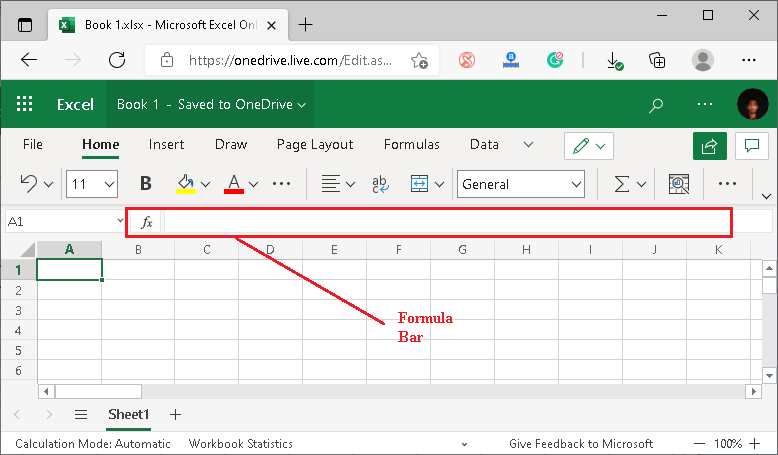 Book 1.xlsx - Microsoft Excel Onl
https://onedrive.live.com/Edit.as...
Excel Book 1 - Saved to OneDrive
File Home Insert Draw Page Layout Formulas Data
11 B A ab c General Σ
A1 fx
A B C D E F G H I J K
1
2
3
4
5
6
Formula
Bar
Sheet1
Calculation Mode: Automatic Workbook Statistics Give Feedback to Microsoft 100%